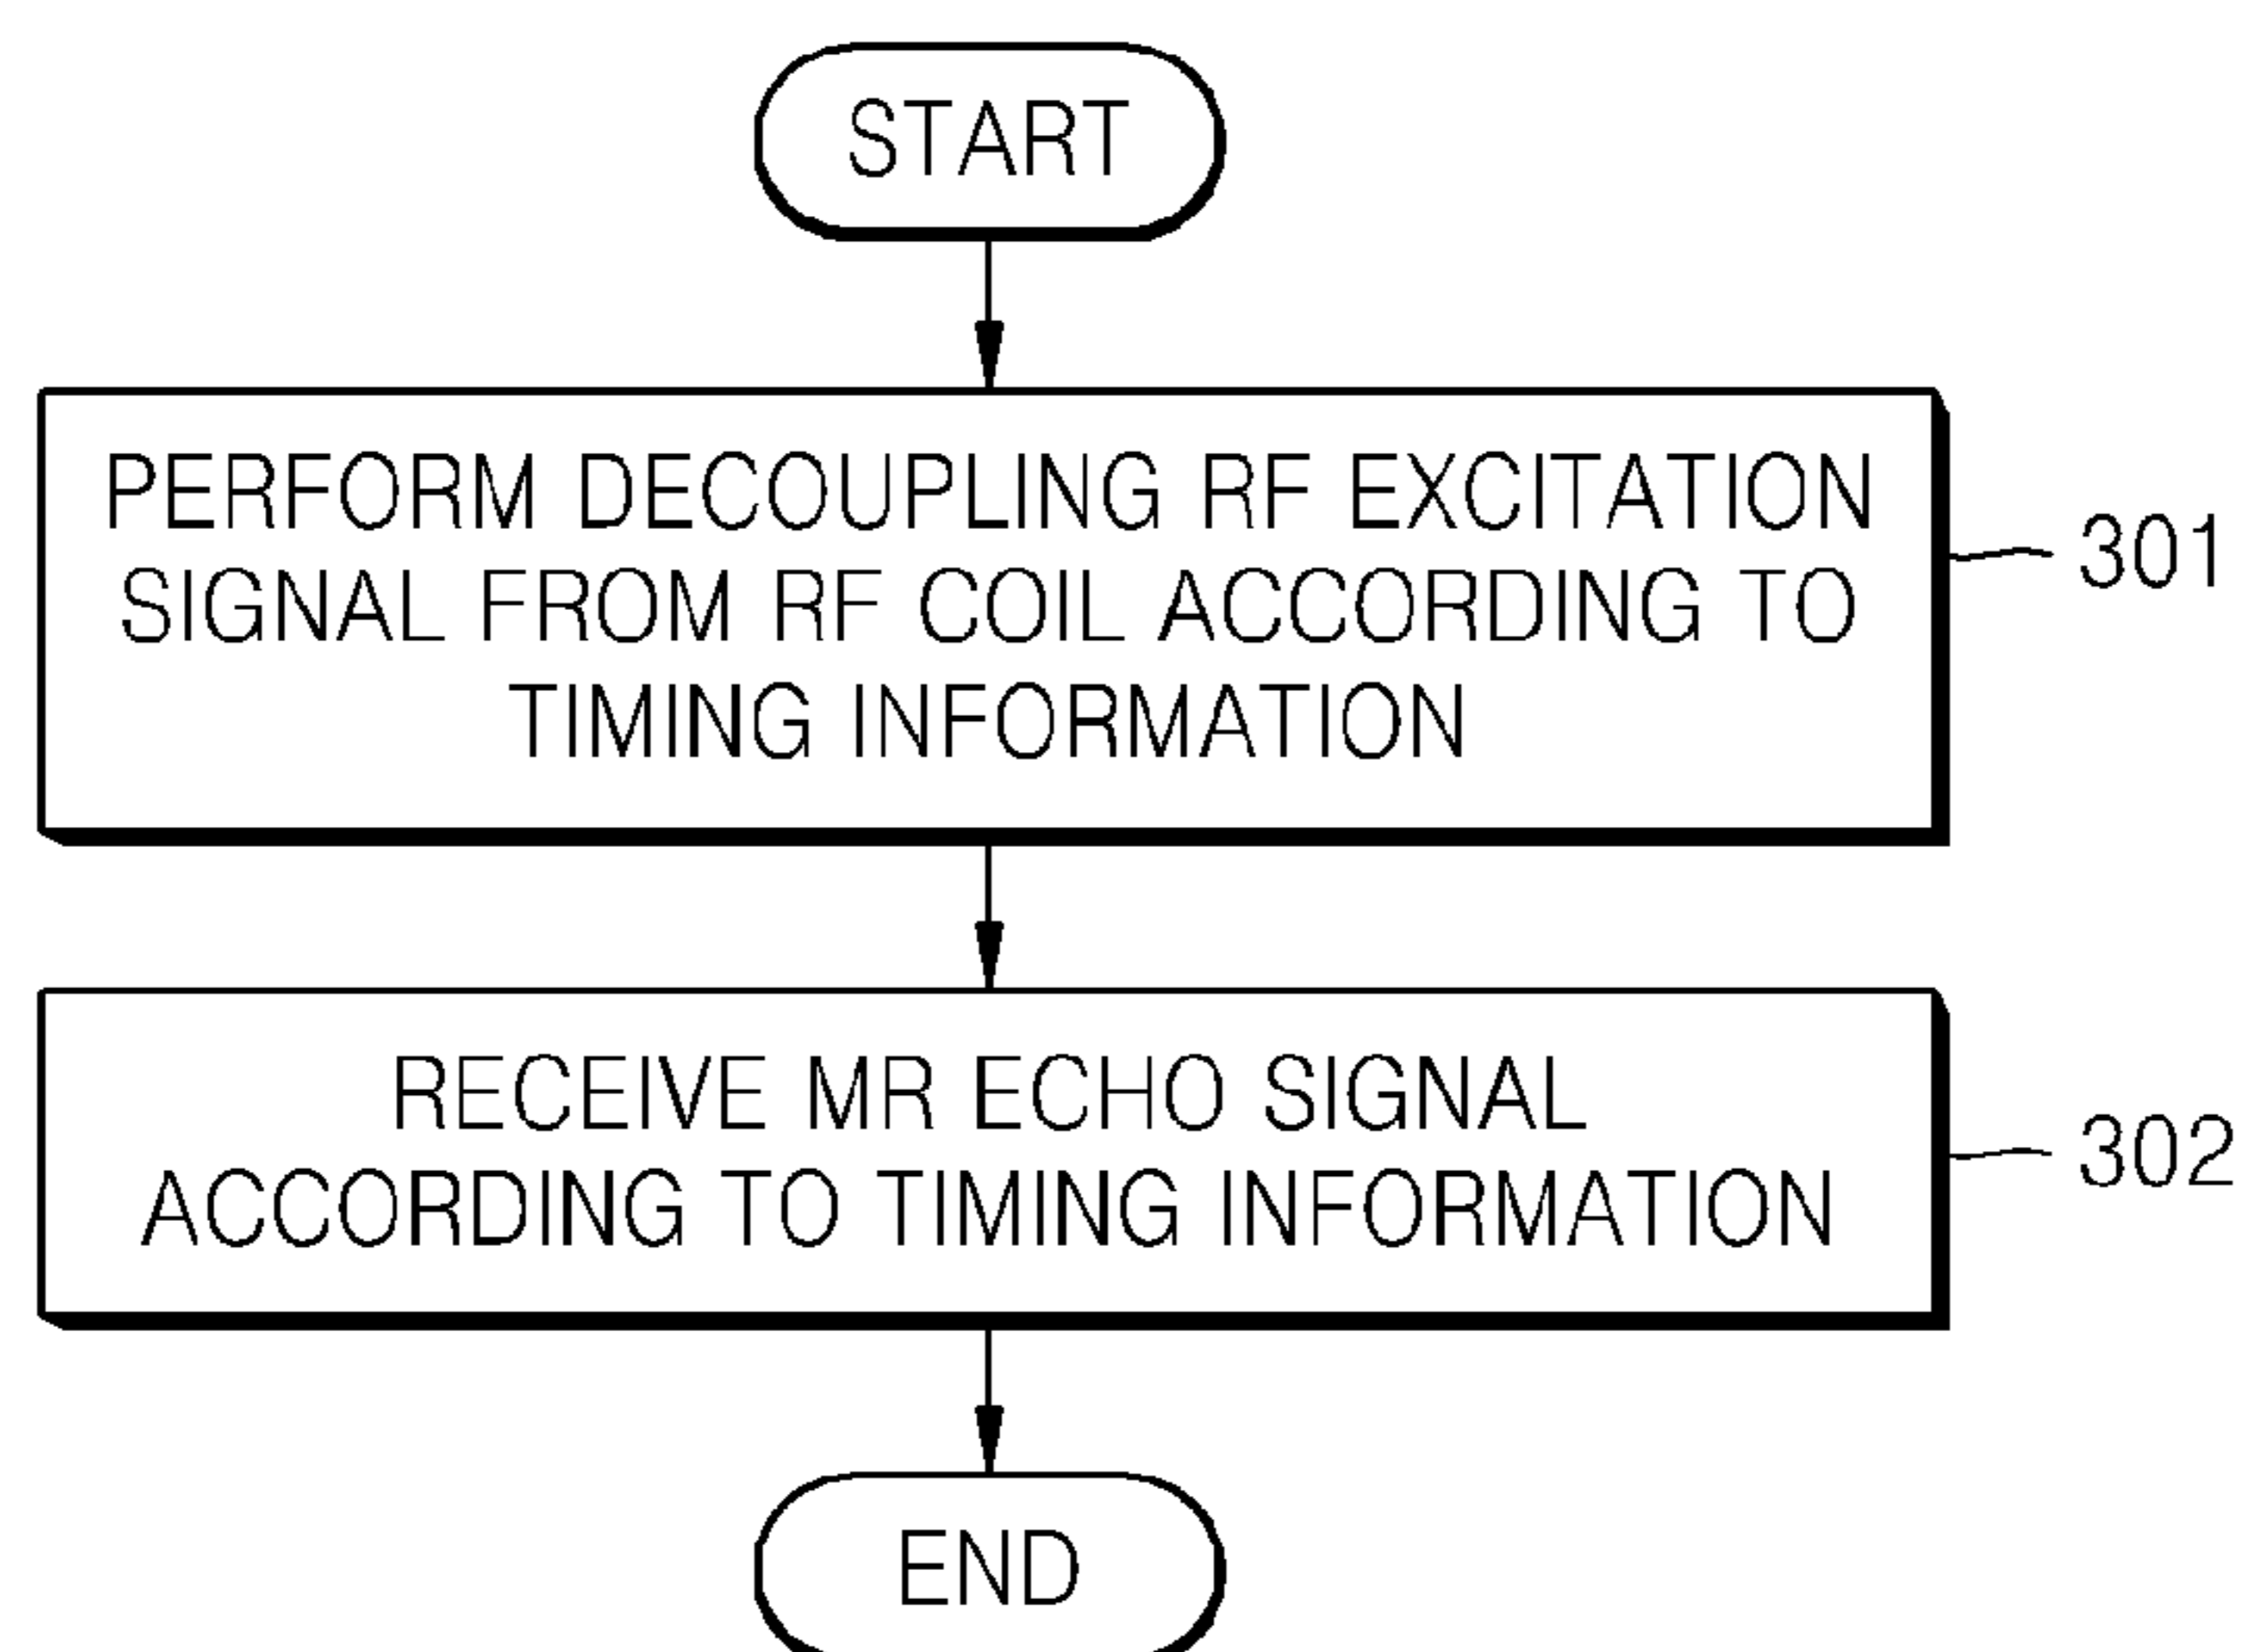 START
PERFORM DECOUPLING RF EXCITATION
SIGNAL FROM RF COIL ACCORDING TO
TIMING INFORMATION
301
RECEIVE MR ECHO SIGNAL
ACCORDING TO TIMING INFORMATION
302
END